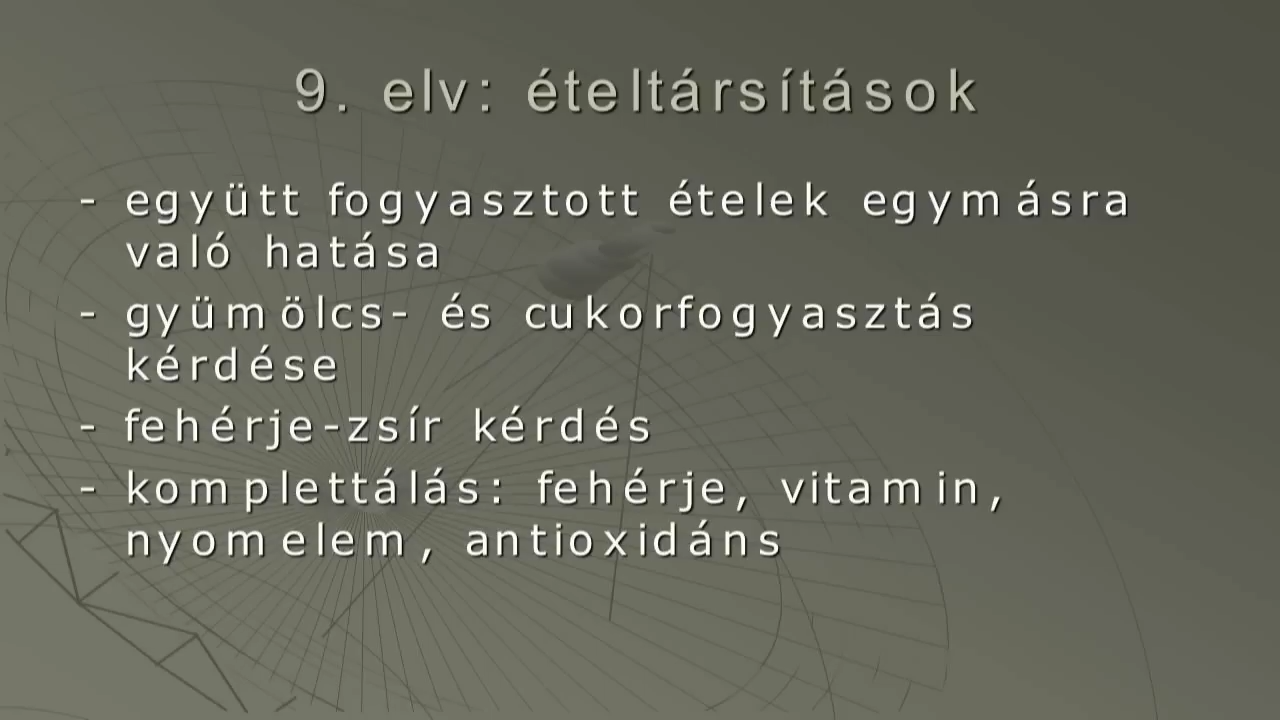 9. elv: ételtársítások
- együtt fogyasztott ételek egymásra
való hatása
- gyümölcs- és cukorfogyasztás
kérdése
- fehérje-zsír kérdés
- komplettálás: fehérje, vitamin,
nyomelem, antioxidáns